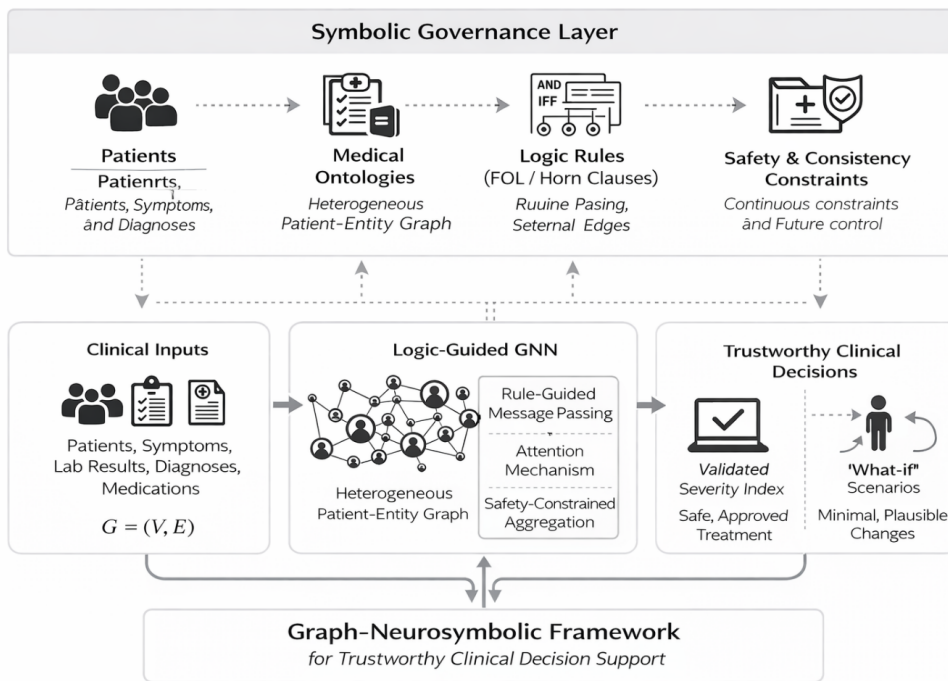 Symbolic Governance Layer
AND
IFF
Patients
Patienrts,
Pâtients, Symptoms,
ând Diagnoses
Medical
Ontologies
Heterogeneous
Patient-Entity Graph
Logic Rules
(FOL / Horn Clauses)
Ruuine Pasing,
Seternal Edges
Safety & Consistency
Constraints
Continuous constraints
ând Future control
Clinical Inputs
Patients, Symptoms,
Lab Results, Diagnoses,
Medications
G = (V, E)
Logic-Guided GNN
Heterogeneous
Patient-Entity Graph
Rule-Guided
Message Passing
Attention
Mechanism
Safety-Constrained
Aggregation
Trustworthy Clinical
Decisions
Validated
Severity Index
Safe, Approved
Treatment
'What-if"
Scenarios
Minimal, Plausible
Changes
Graph-Neurosymbolic Framework
for Trustworthy Clinical Decision Support